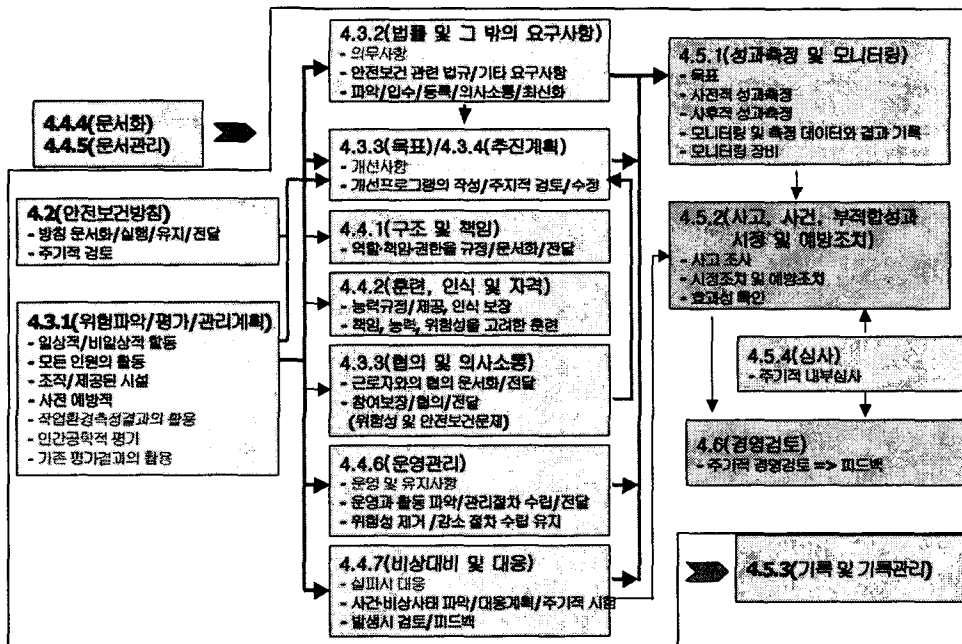 4.4.4(문서화)
4.4.5(문서관리)
4.2(안전보건방침)
- 방침 문서화/실행/유지/전달
- 주기적 검토
4.3.1(위험파악/평가/관리계획)
- 일상적/비일상적 활동
- 모든 인원의 활동
- 조직/제공된 시설
- 사전 예방적
- 작업환경측정결과의 활용
- 인간공학적 평가
- 기존 평가결과의 활용
4.3.2(법률 및 그 밖의 요구사항)
- 의무사항
- 안전보건 관련 법규/기타 요구사항
- 파악/입수/등록/의사소통/최신화
4.3.3(목표)/4.3.4(추진계획)
- 개선사항
- 개선프로그램의 작성/주지적 검토/수정
4.4.1(구조 및 책임)
- 역할·책임·권한을 규정/문서화/전달
4.4.2(훈련, 인식 및 자격)
- 능력규정/제공, 인식 보장
- 책임, 능력, 위험성을 고려한 훈련
4.3.3(협의 및 의사소통)
- 근로자와의 협의 문서화/전달
- 참여보장/협의/전달
(위험성 및 안전보건문제)
4.4.6(운영관리)
- 운영 및 유지사항
- 운영과 활동 파악/관리절차 수립/전달
- 위험성 제거/감소 절차 수립 유지
4.4.7(비상대비 및 대응)
- 실피시 대응
- 사건·비상사태 파악/대응계획/주기적 시험
- 발생시 검토/피드백
4.5.1(성과측정 및 모니터링)
- 목표
- 사전적 성과측정
- 사후적 성과측정
- 모니터링 및 측정 데이터와 결과 기록
- 모니터링 장비
4.5.2(사고, 사건, 부적합성과
시정 및 예방조치)
- 사고 조사
- 시정조치 및 예방조치
- 효과성 확인
4.5.4(심사)
- 주기적 내부심사
4.6(경영검토)
- 주기적 경영검토 => 피드백
4.5.3(기록 및 기록관리)